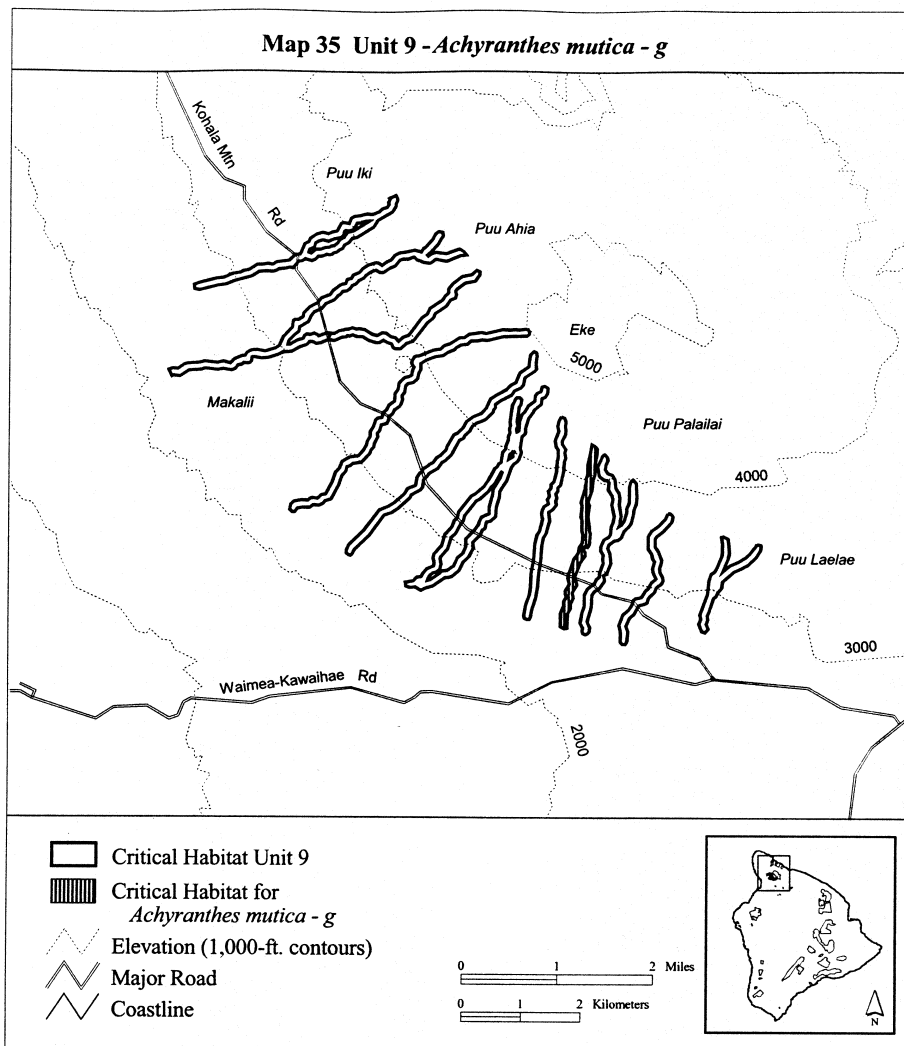 Map 35 Unit 9 - Achyranthes mutica - g
Kohala Mtn
Rd
Puu Iki
Puu Ahia
Eke
5000
Makalii
Puu Palailai
4000
Puu Laelae
3000
Waimea-Kawaihae Rd
2000
Critical Habitat Unit 9
Critical Habitat for
Achyranthes mutica - g
Elevation (1,000-ft. contours)
Major Road
Coastline
0 1 2 Miles
0 1 2 Kilometers
N